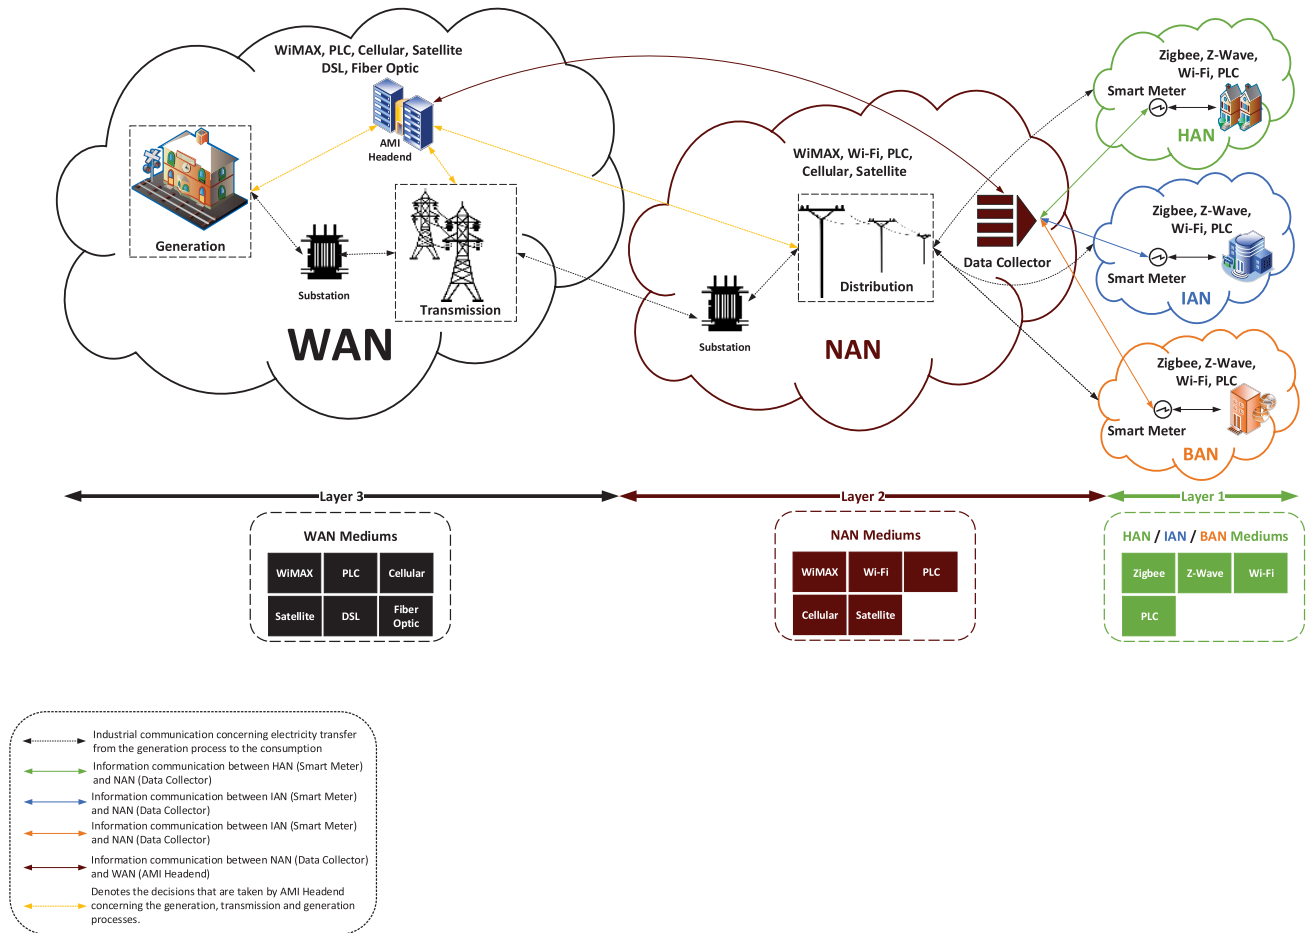 WiMAX, PLC, Cellular, Satellite
DSL, Fiber Optic
AMI
Headend
Generation
Substation
Transmission
WAN
WiMAX, Wi-Fi, PLC,
Cellular, Satellite
Distribution
Data Collector
Substation
NAN
Zigbee, Z-Wave,
Wi-Fi, PLC
Smart Meter
HAN
Zigbee, Z-Wave,
Wi-Fi, PLC
Smart Meter
IAN
Zigbee, Z-Wave,
Wi-Fi, PLC
Smart Meter
BAN
Layer 3
Layer 2
Layer 1
WAN Mediums
WiMAX
PLC
Cellular
Satellite
DSL
Fiber
Optic
NAN Mediums
WiMAX
Wi-Fi
PLC
Cellular
Satellite
HAN / IAN / BAN Mediums
Zigbee
Z-Wave
Wi-Fi
PLC
Industrial communication concerning electricity transfer
from the generation process to the consumption
Information communication between HAN (Smart Meter)
and NAN (Data Collector)
Information communication between IAN (Smart Meter)
and NAN (Data Collector)
Information communication between IAN (Smart Meter)
and NAN (Data Collector)
Information communication between NAN (Data Collector)
and WAN (AMI Headend)
Denotes the decisions that are taken by AMI Headend
concerning the generation, transmission and generation
processes.